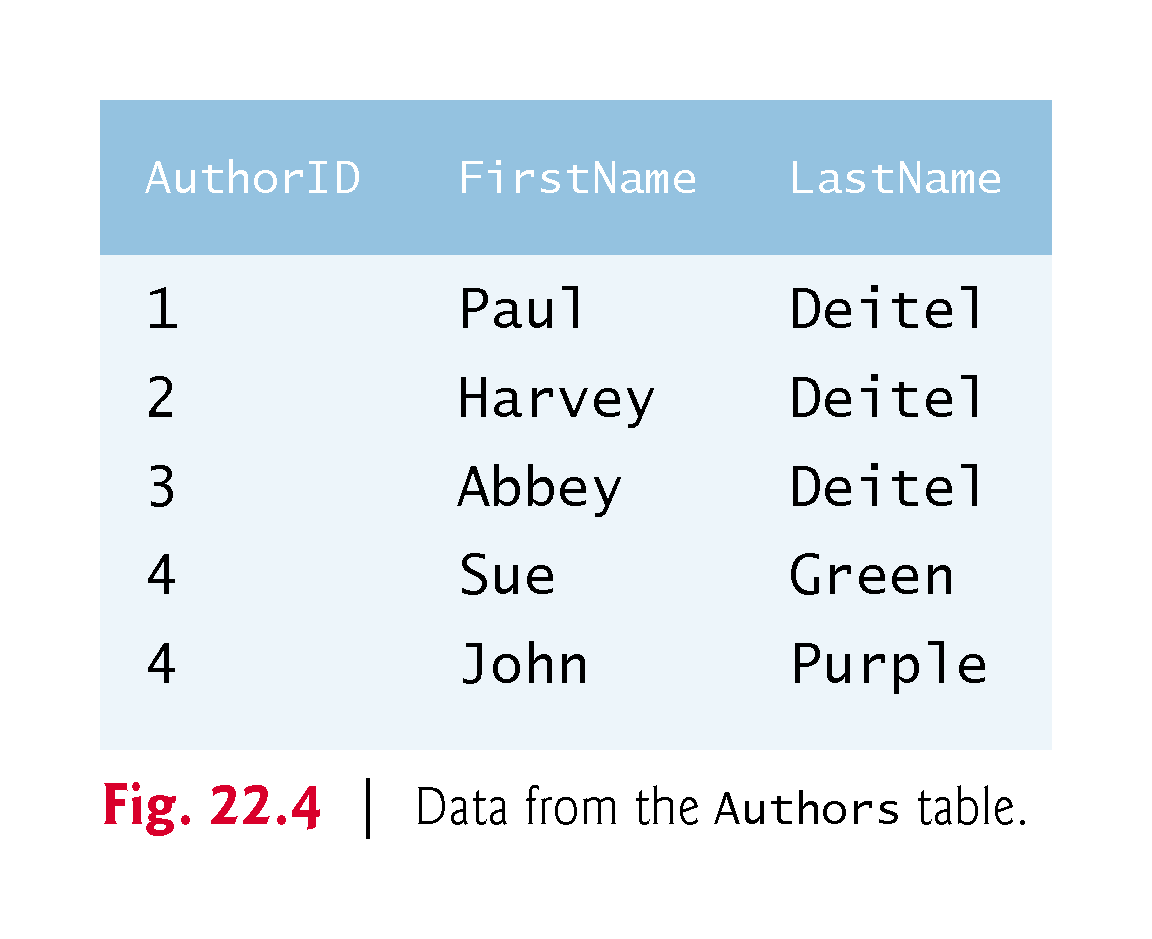 AuthorID FirstName LastName
1 Paul Deitel
2 Harvey Deitel
3 Abbey Deitel
4 Sue Green
4 John Purple
Fig. 22.4 | Data from the Authors table.